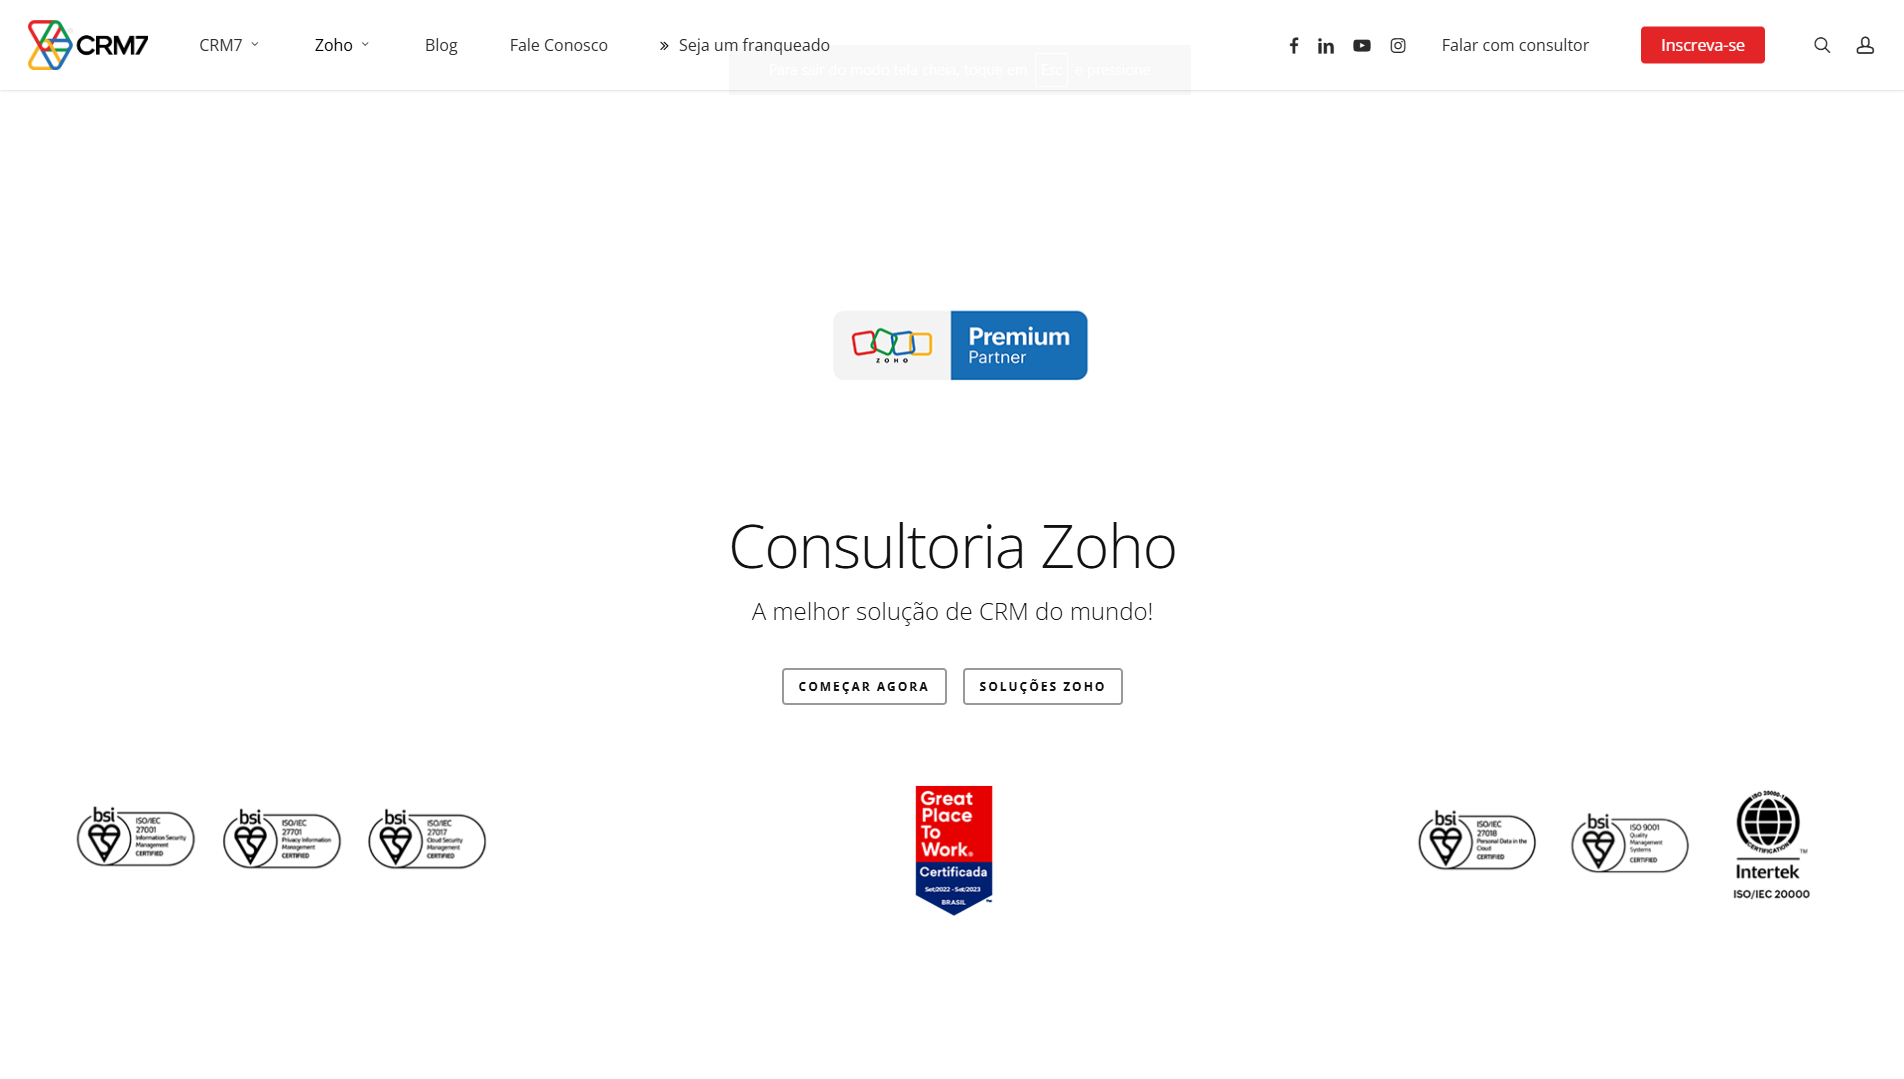 CRM7
CRM7
Zoho
Blog
Fale Conosco
Seja um franqueado
Falar com consultor
Inscreva-se
Para sair do modo tela cheia, toque em Esc e pressione
ZOHO
Premium
Partner
Consultoria Zoho
A melhor solução de CRM do mundo!
COMEÇAR AGORA
SOLUÇÕES ZOHO
bsi
ISO/IEC
27001
Information Security
Management
CERTIFIED
bsi
ISO/IEC
27701
Privacy Information
Management
CERTIFIED
bsi
ISO/IEC
27017
Cloud Security
Management
CERTIFIED
Great
Place
To
Work®
Certificada
Set/2022 - Set/2023
BRASIL
TM
bsi
ISO/IEC
27018
Personal Data in the
Cloud
CERTIFIED
bsi
ISO 9001
Quality
Management
Systems
CERTIFIED
ISO 20000-1
CERTIFICATION
TM
Intertek
ISO/IEC 20000